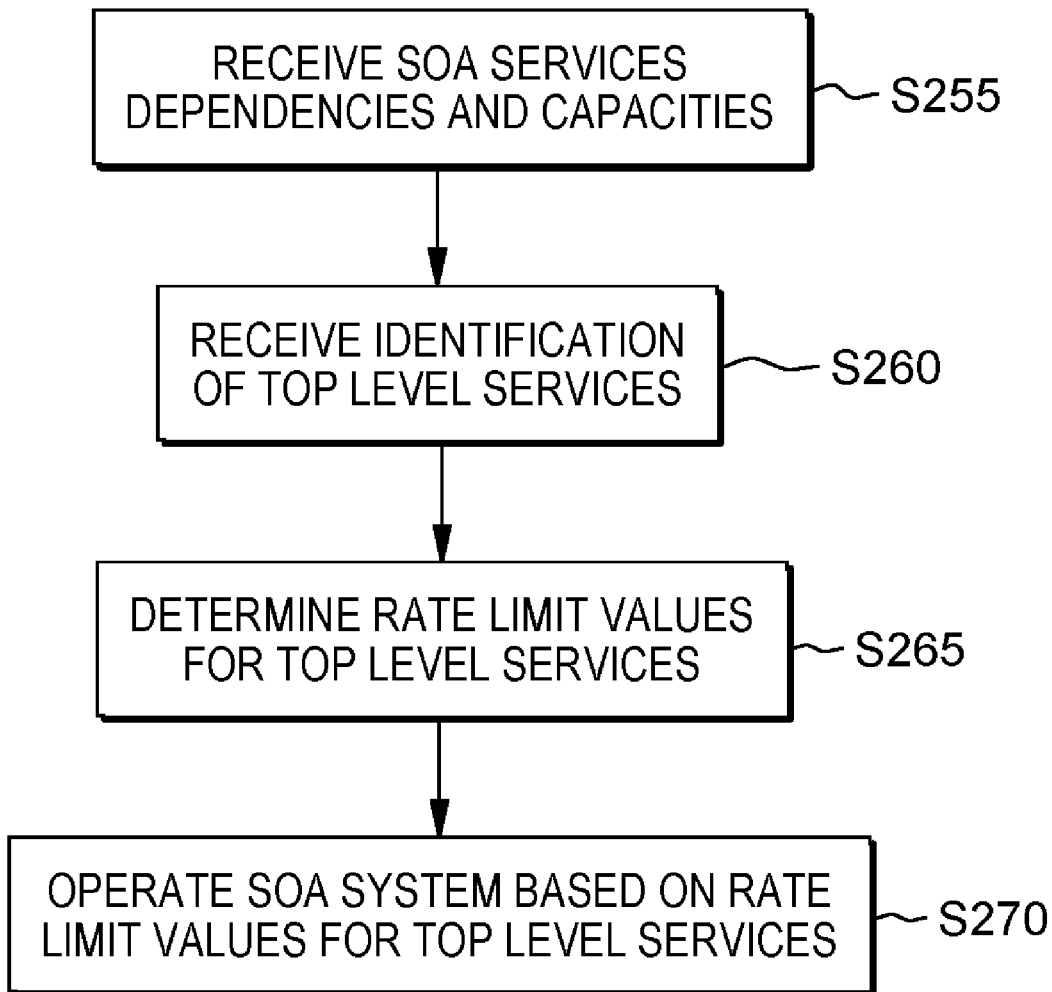 RECEIVE SOA SERVICES
DEPENDENCIES AND CAPACITIES
S255
RECEIVE IDENTIFICATION
OF TOP LEVEL SERVICES
S260
DETERMINE RATE LIMIT VALUES
FOR TOP LEVEL SERVICES
S265
OPERATE SOA SYSTEM BASED ON RATE
LIMIT VALUES FOR TOP LEVEL SERVICES
S270